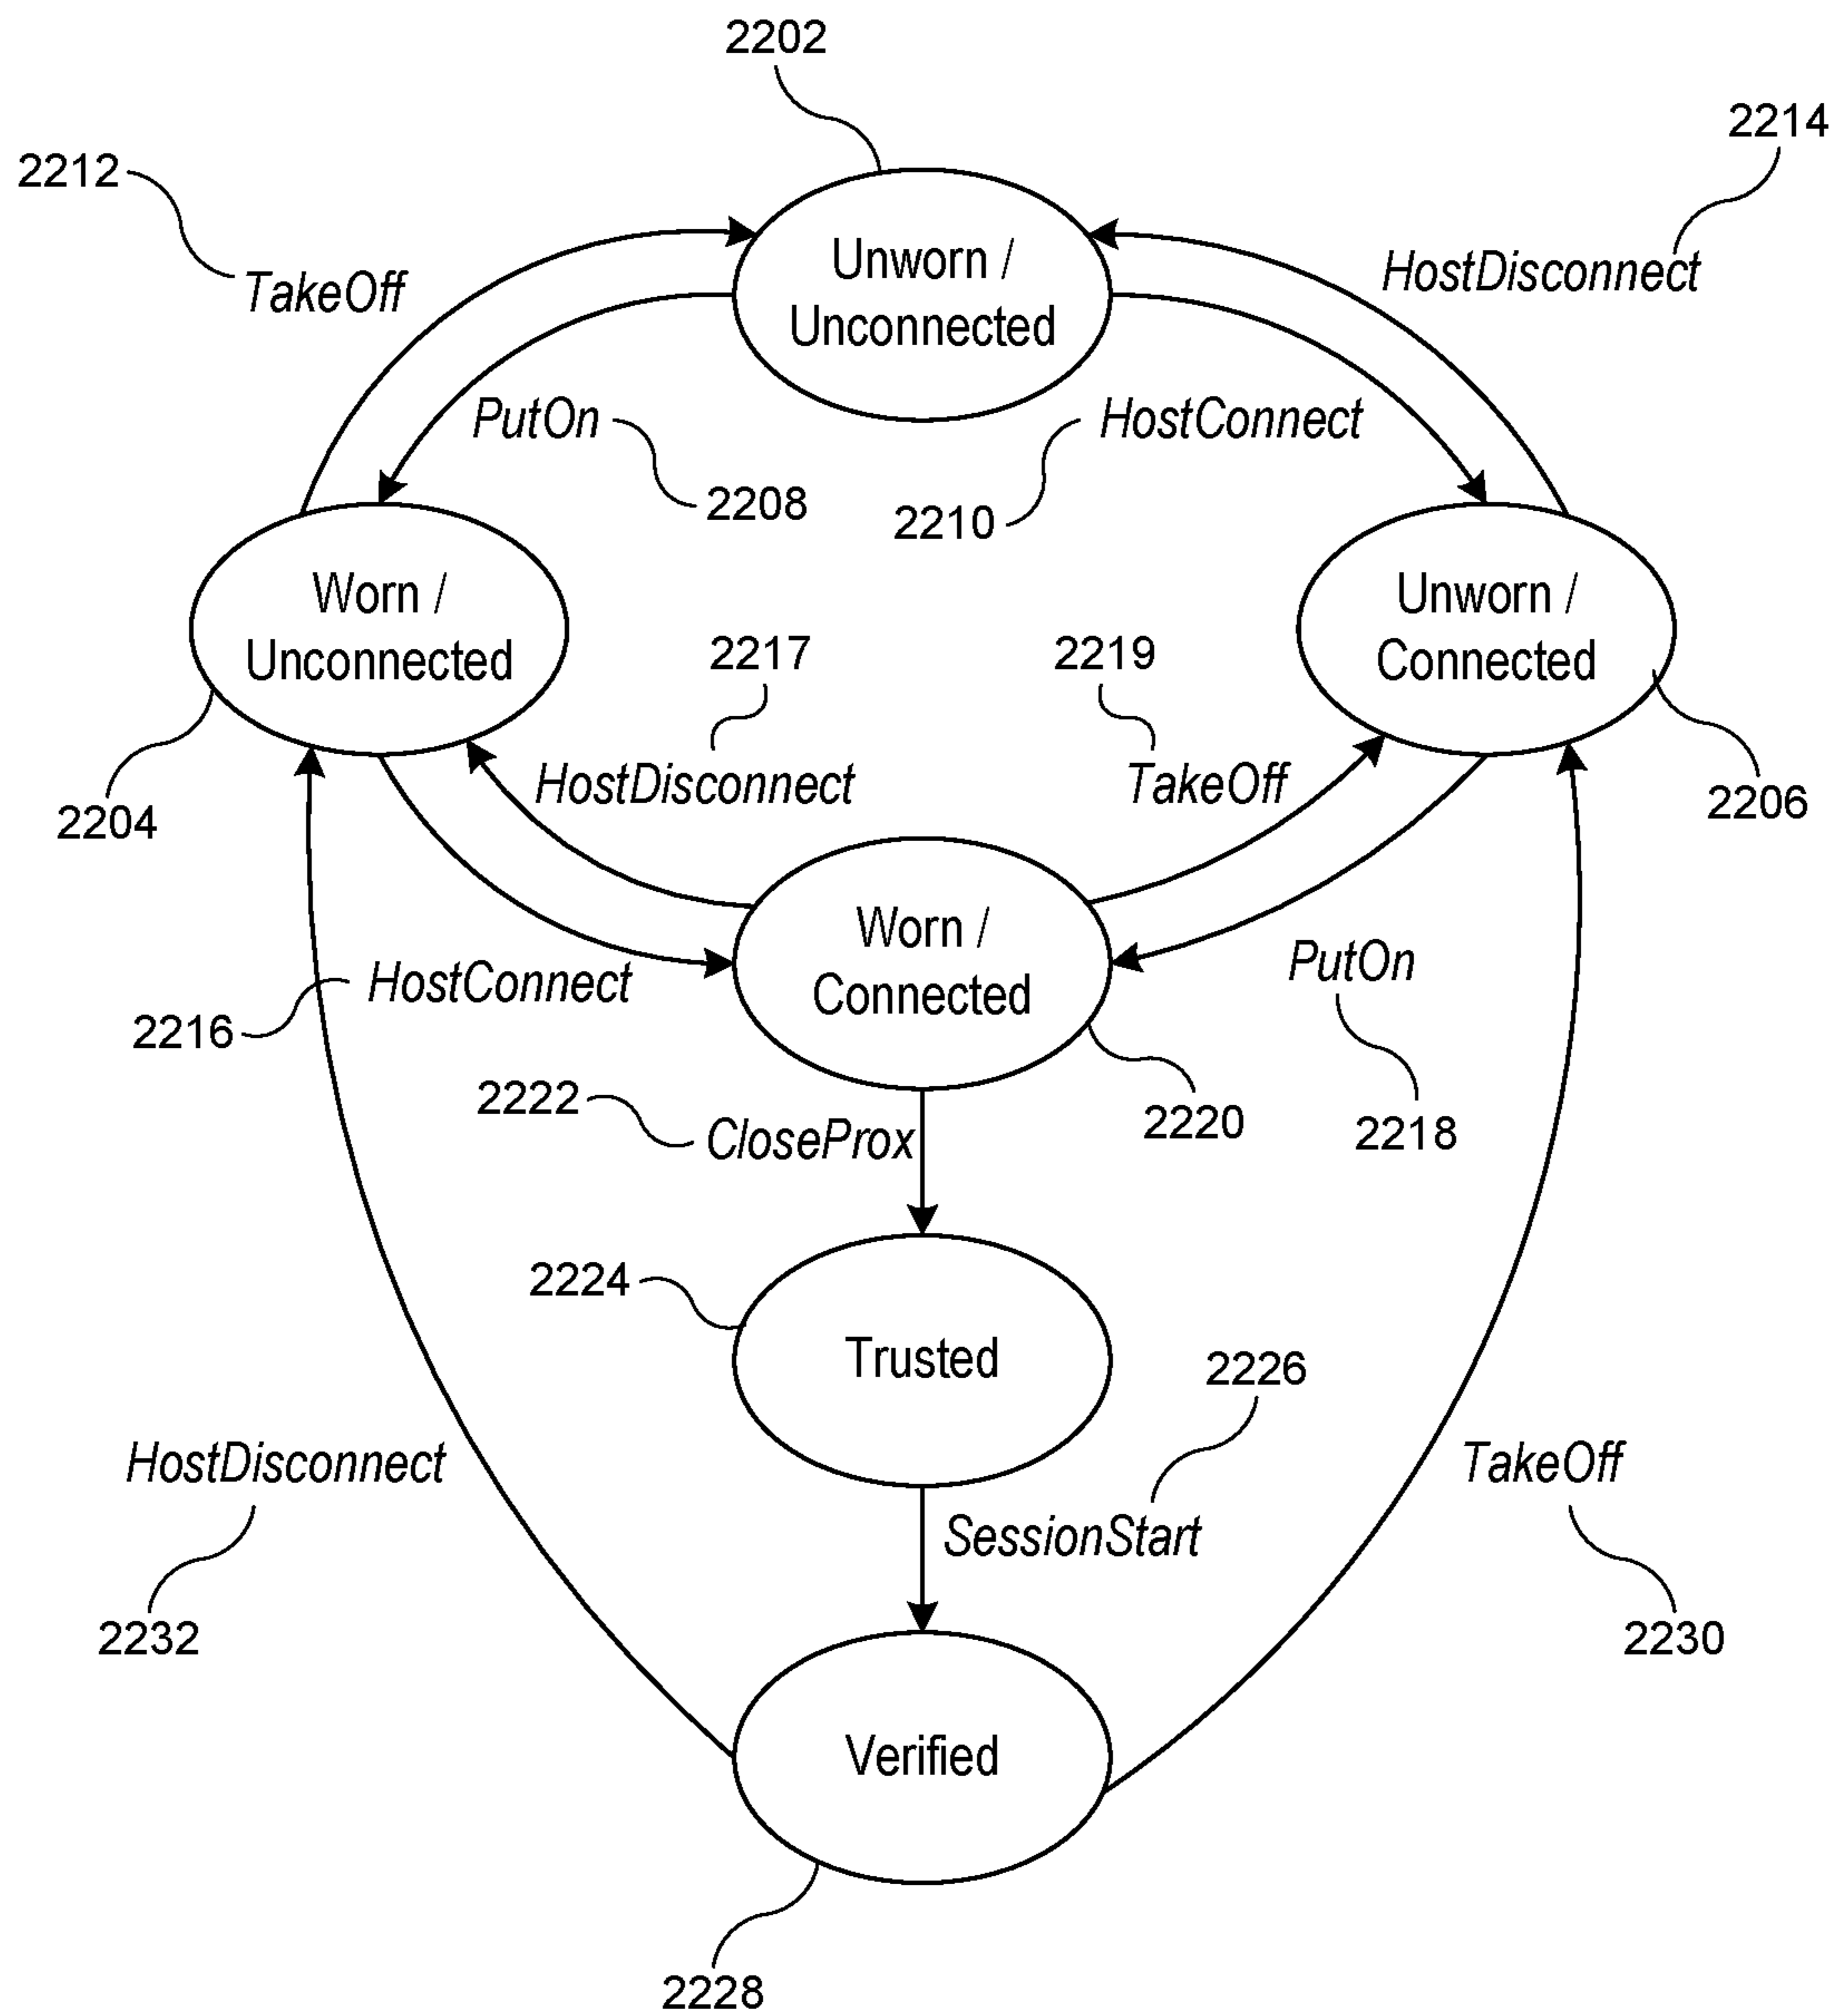 2202
2214
2212
Unworn /
Unconnected
TakeOff
HostDisconnect
PutOn
HostConnect
2208
2210
Worn /
Unconnected
Unworn /
Connected
2217
2219
HostDisconnect
TakeOff
2204
2206
Worn /
Connected
HostConnect
PutOn
2216
2222
CloseProx
2220
2218
2224
Trusted
2226
HostDisconnect
TakeOff
SessionStart
2232
2230
Verified
2228